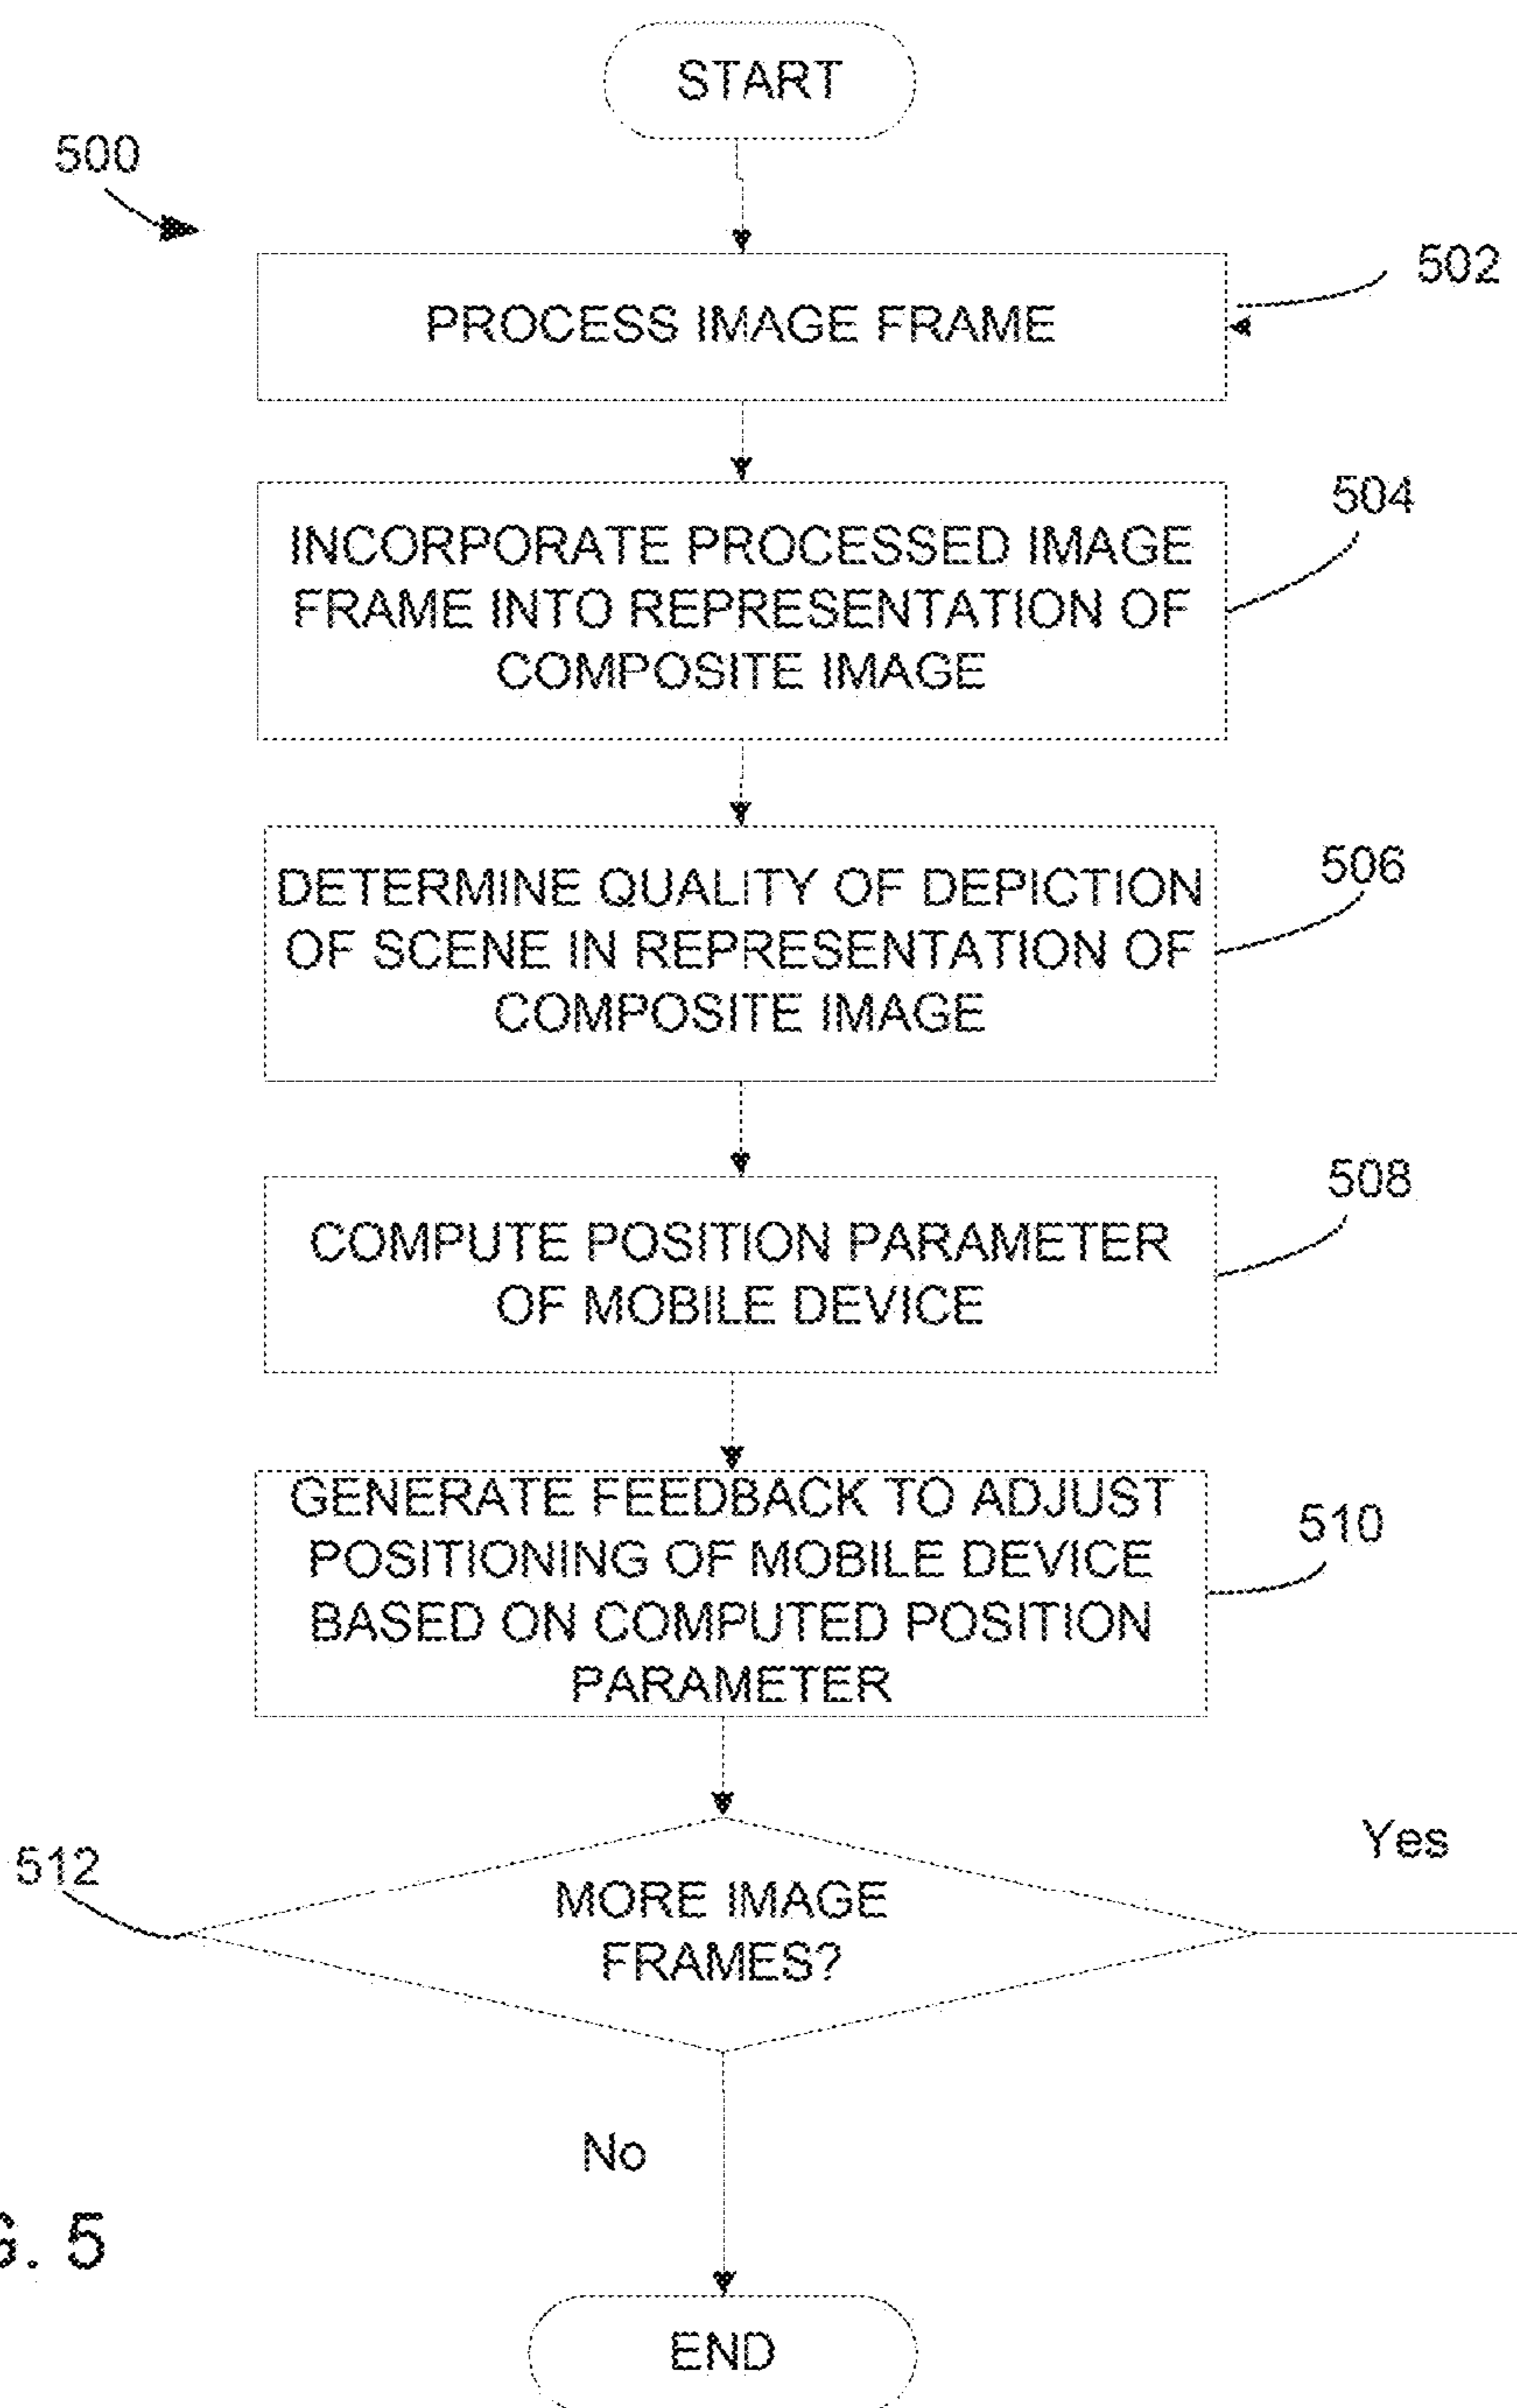 START
500
502
PROCESS IMAGE FRAME
504
INCORPORATE PROCESSED IMAGE
FRAME INTO REPRESENTATION OF
COMPOSITE IMAGE
506
DETERMINE QUALITY OF DEPICTION
OF SCENE IN REPRESENTATION OF
COMPOSITE IMAGE
508
COMPUTE POSITION PARAMETER
OF MOBILE DEVICE
510
GENERATE FEEDBACK TO ADJUST
POSITIONING OF MOBILE DEVICE
BASED ON COMPUTED POSITION
PARAMETER
512
Yes
MORE IMAGE
FRAMES?
No
G. 5
END